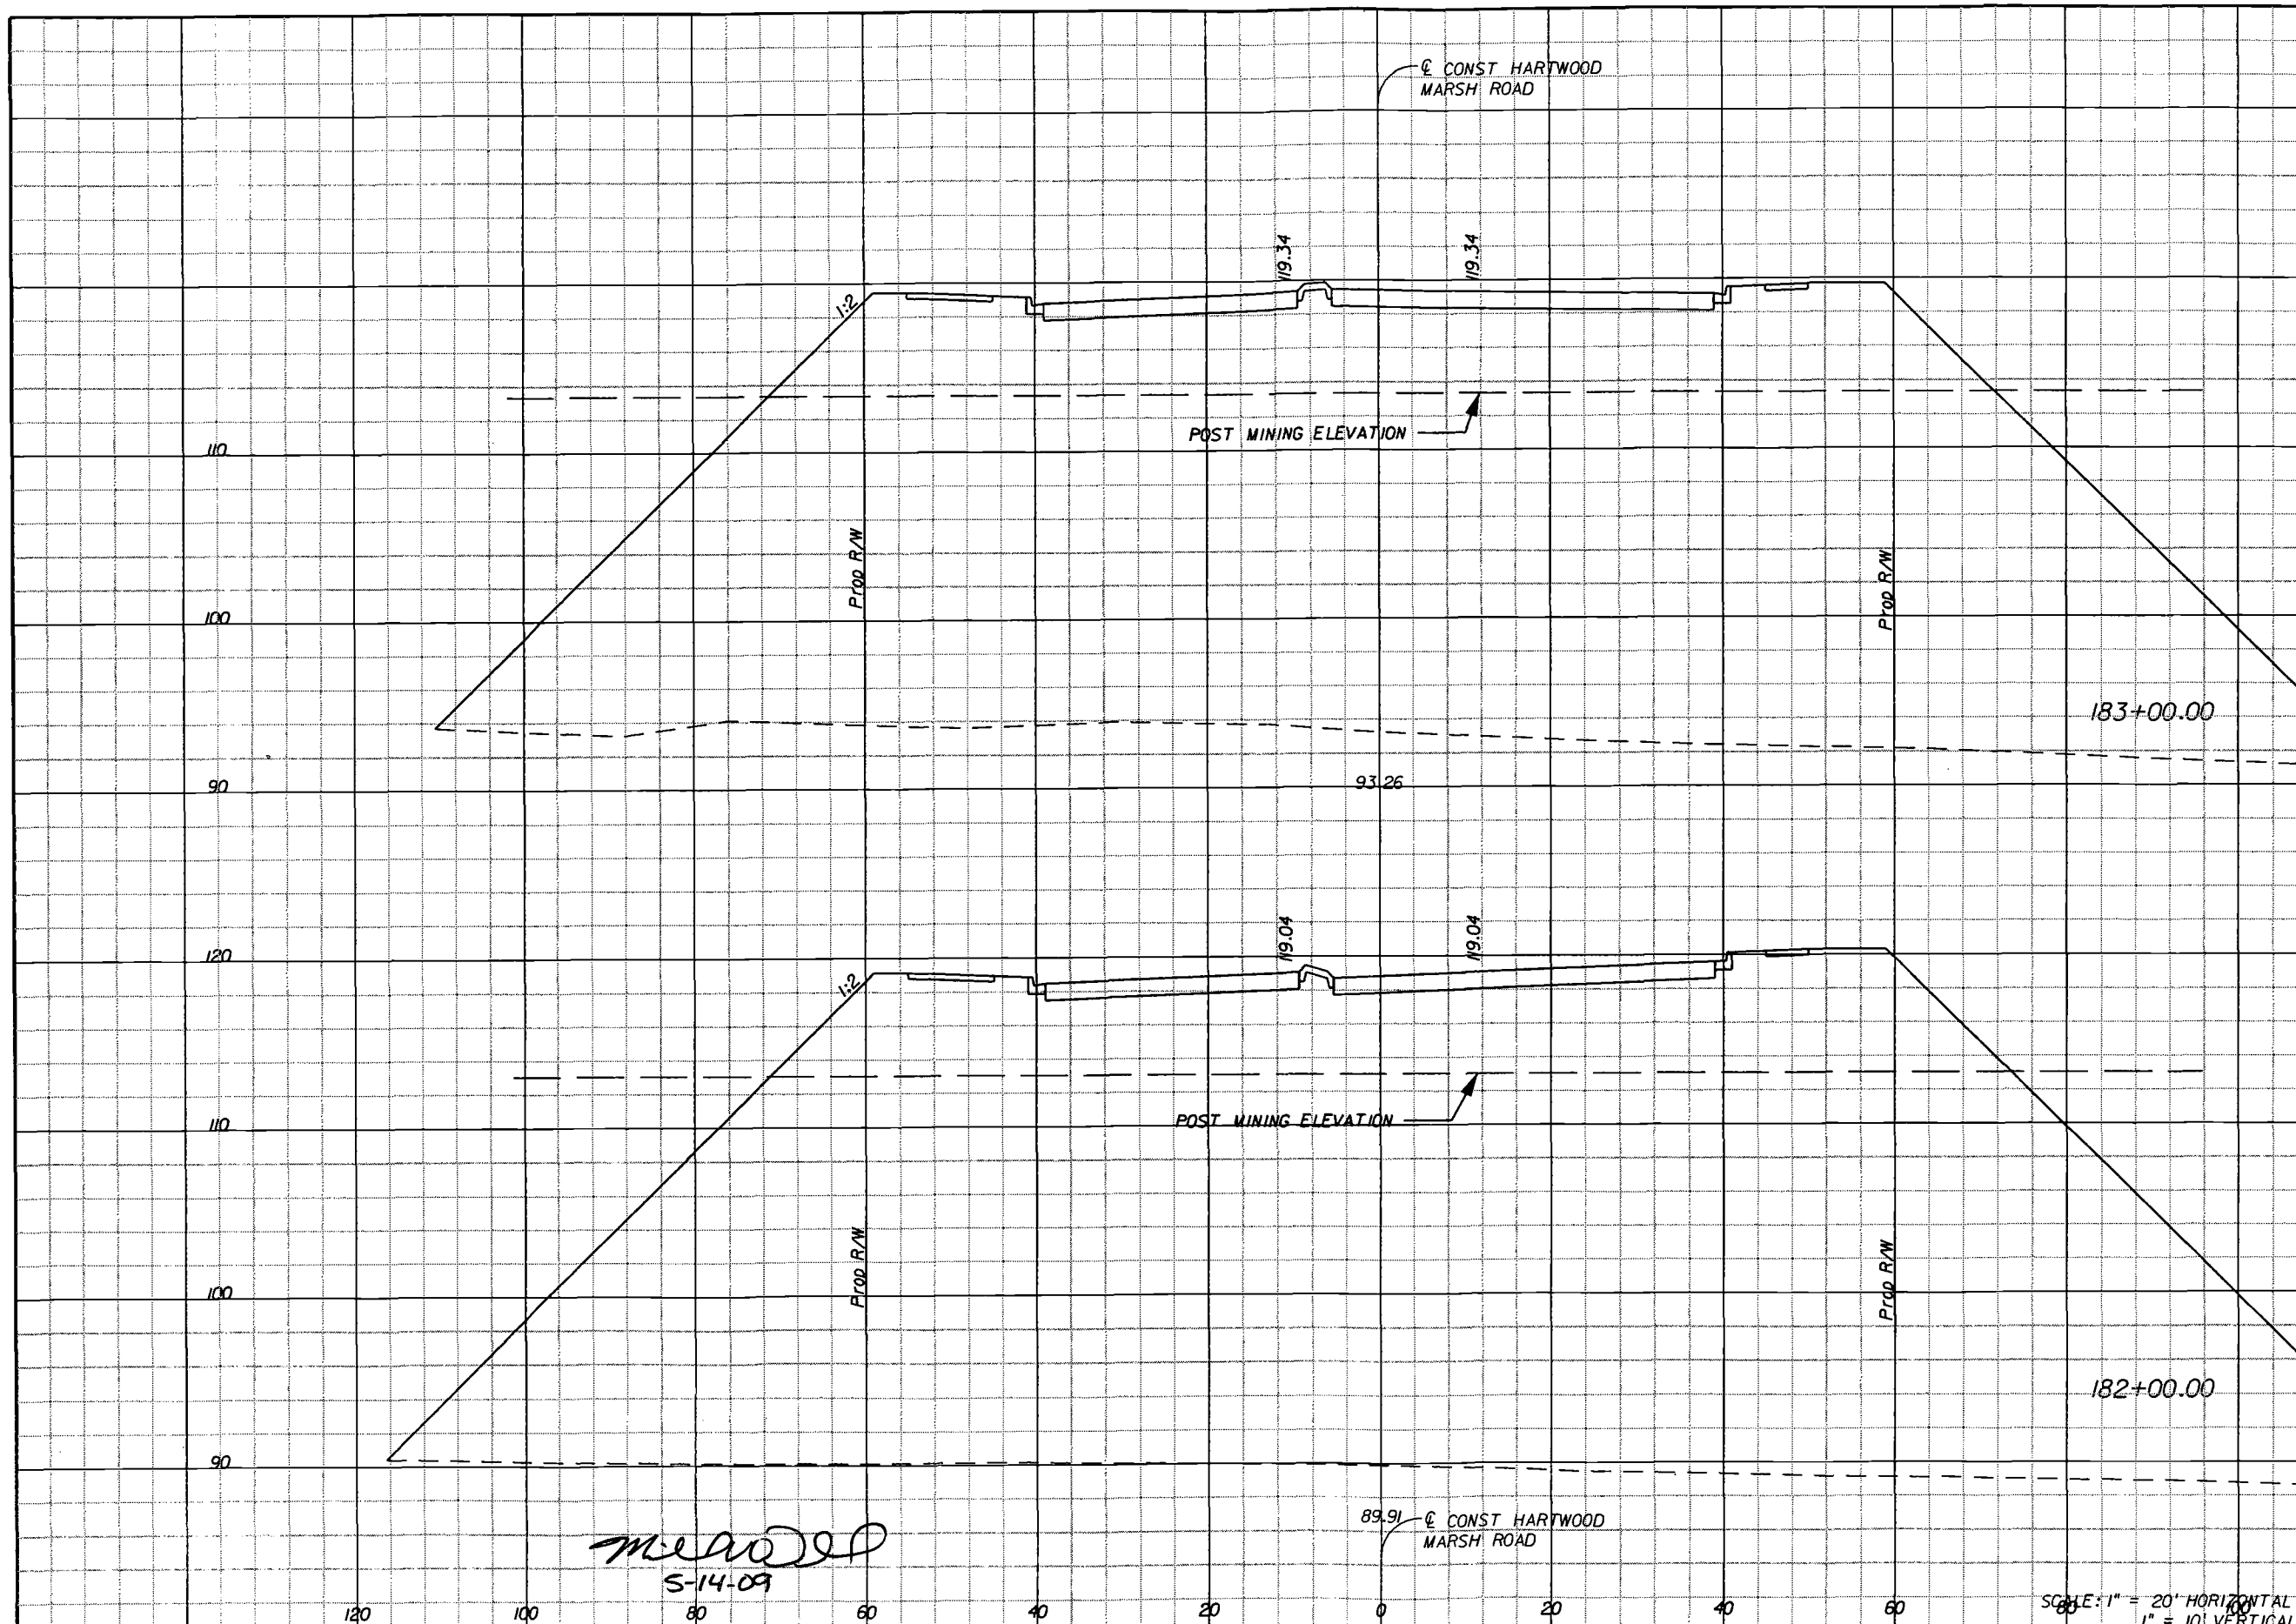 ℄ CONST HARTWOOD
MARSH ROAD
119.34
119.34
1:2
POST MINING ELEVATION
110
Prop R/W
Prop R/W
100
183+00.00
90
93.26
119.04
119.04
120
1:2
POST MINING ELEVATION
110
Prop R/W
Prop R/W
100
182+00.00
90
89.91
℄ CONST HARTWOOD
MARSH ROAD
5-14-09
SCALE: 1" = 20' HORIZONTAL
1" = 10' VERTICAL
120 100 80 60 40 20 0 20 40 60 80 100